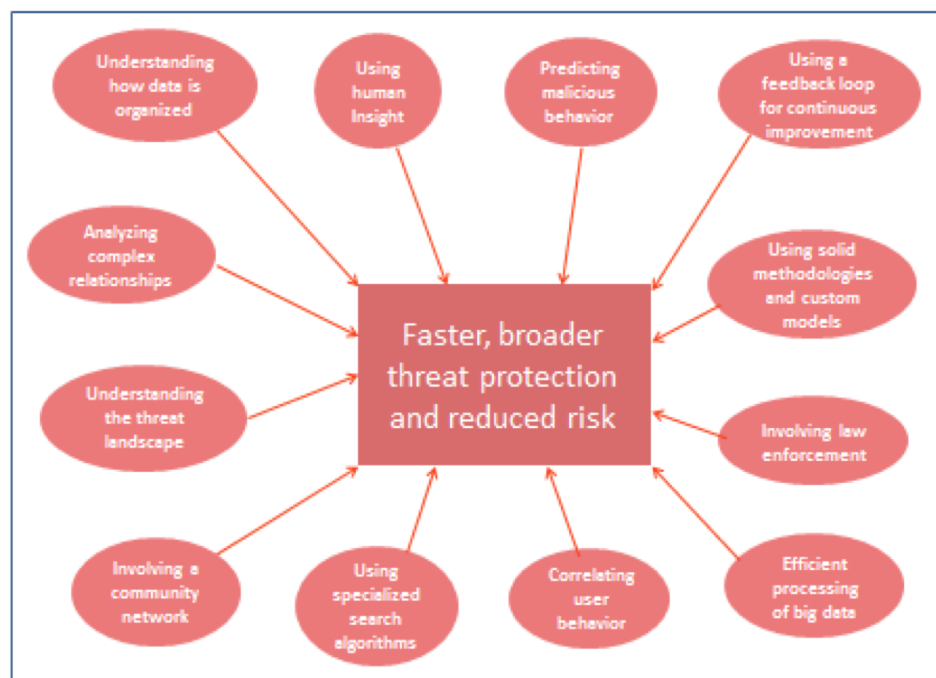 Understanding
how data is
organized
Using
human
Insight
Predicting
malicious
behavior
Using a
feedback loop
for continuous
improvement
Analyzing
complex
relationships
Using solid
methodologies
and custom
models
Faster, broader
threat protection
and reduced risk
Understanding
the threat
landscape
Involving law
enforcement
Involving a
community
network
Using
specialized
search
algorithms
Correlating
user
behavior
Efficient
processing
of big data